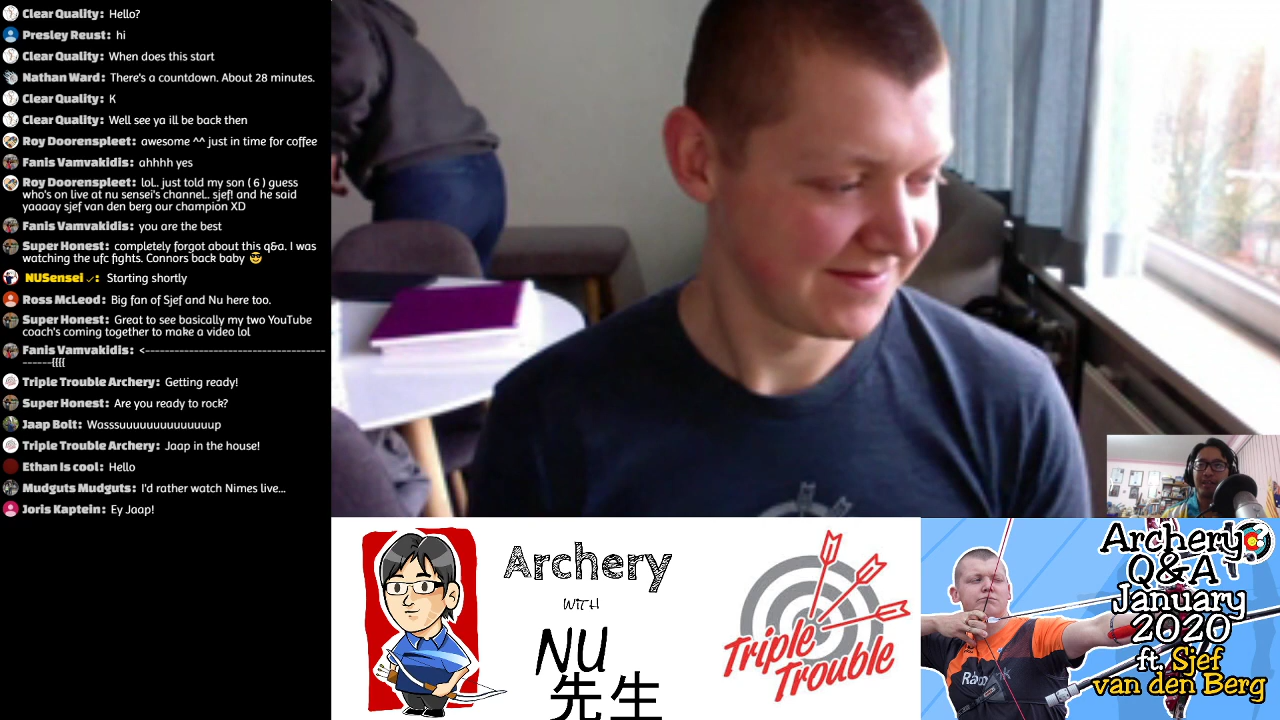 Clear Quality: Hello?
Presley Reust: hi
Clear Quality: When does this start
Nathan Ward: There's a countdown. About 28 minutes.
Clear Quality: K
Clear Quality: Well see ya ill be back then
Roy Doorenspleet: awesome ^^ just in time for coffee
Fanis Vamvakidis: ahhhh yes
Roy Doorenspleet: lol.. just told my son ( 6 ) guess
who's on live at nu sensei's channel.. sjef! and he said
yaaaay sjef van den berg our champion XD
Fanis Vamvakidis: you are the best
Super Honest: completely forgot about this q&a. I was
watching the ufc fights. Connors back baby 😎
NUSensei ✓: Starting shortly
Ross McLeod: Big fan of Sjef and Nu here too.
Super Honest: Great to see basically my two YouTube
coach's coming together to make a video lol
Fanis Vamvakidis: <-------------------------------------
------{{{{
Triple Trouble Archery: Getting ready!
Super Honest: Are you ready to rock?
Jaap Bolt: Wasssuuuuuuuuuuuuuup
Triple Trouble Archery: Jaap in the house!
Ethan is cool: Hello
Mudguts Mudguts: I'd rather watch Nimes live...
Joris Kaptein: Ey Jaap!
Archery
WITH
NU
先生
Triple
Trouble
Archery
Q&A
January
2020
ft. Sjef
van den Berg